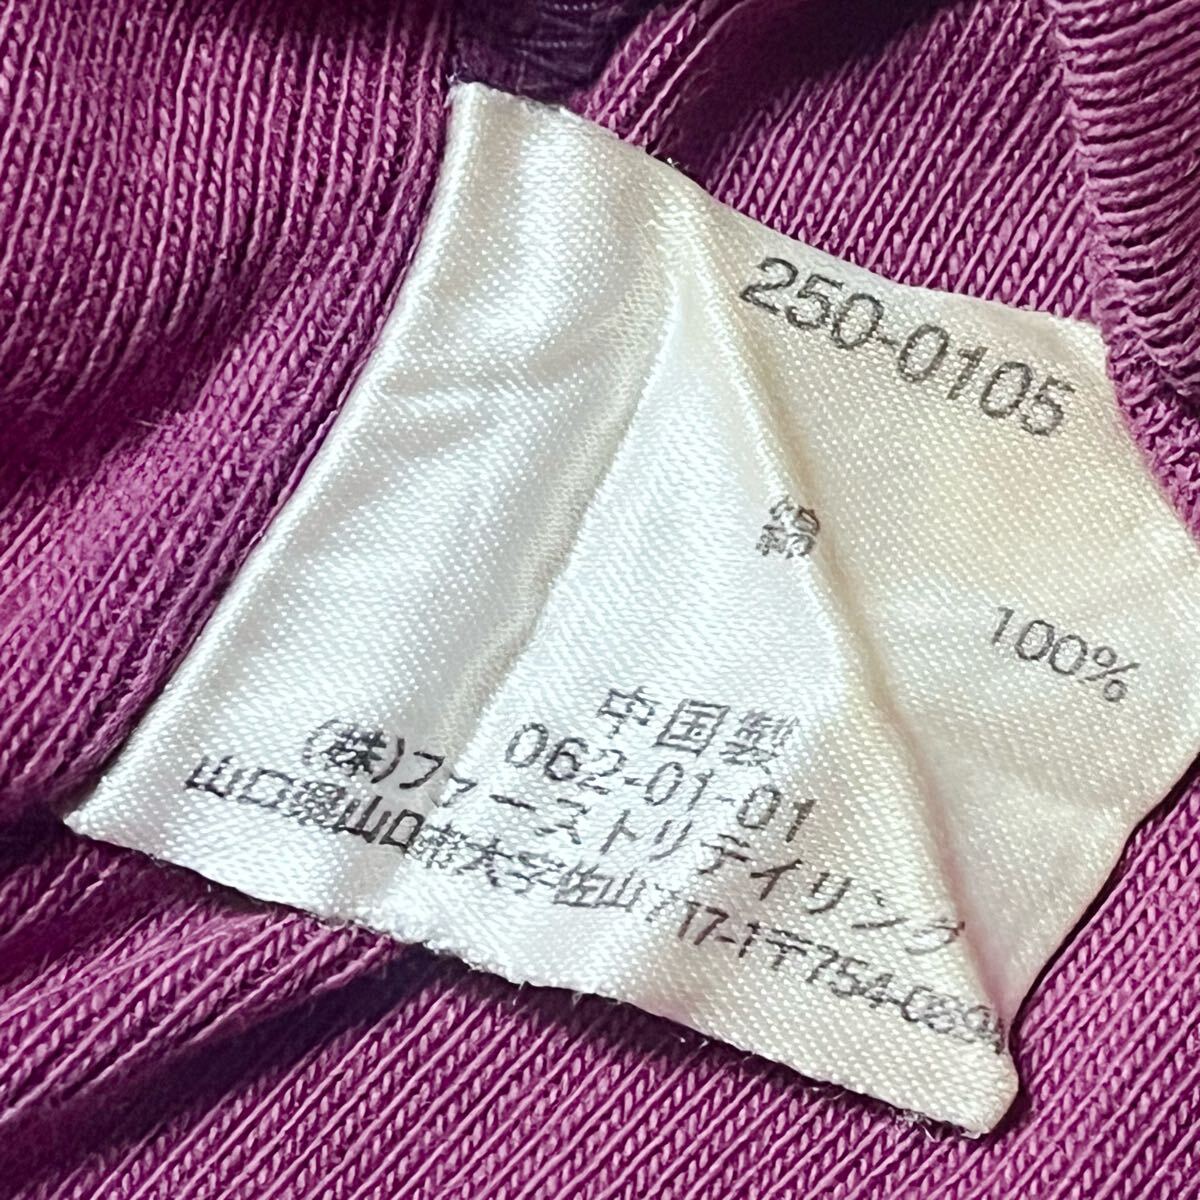 250-0105
綿 100%
中国製
062-01-01
(株)ファーストリテイリング
山口県山口市大字佐山717-1〒754-0894